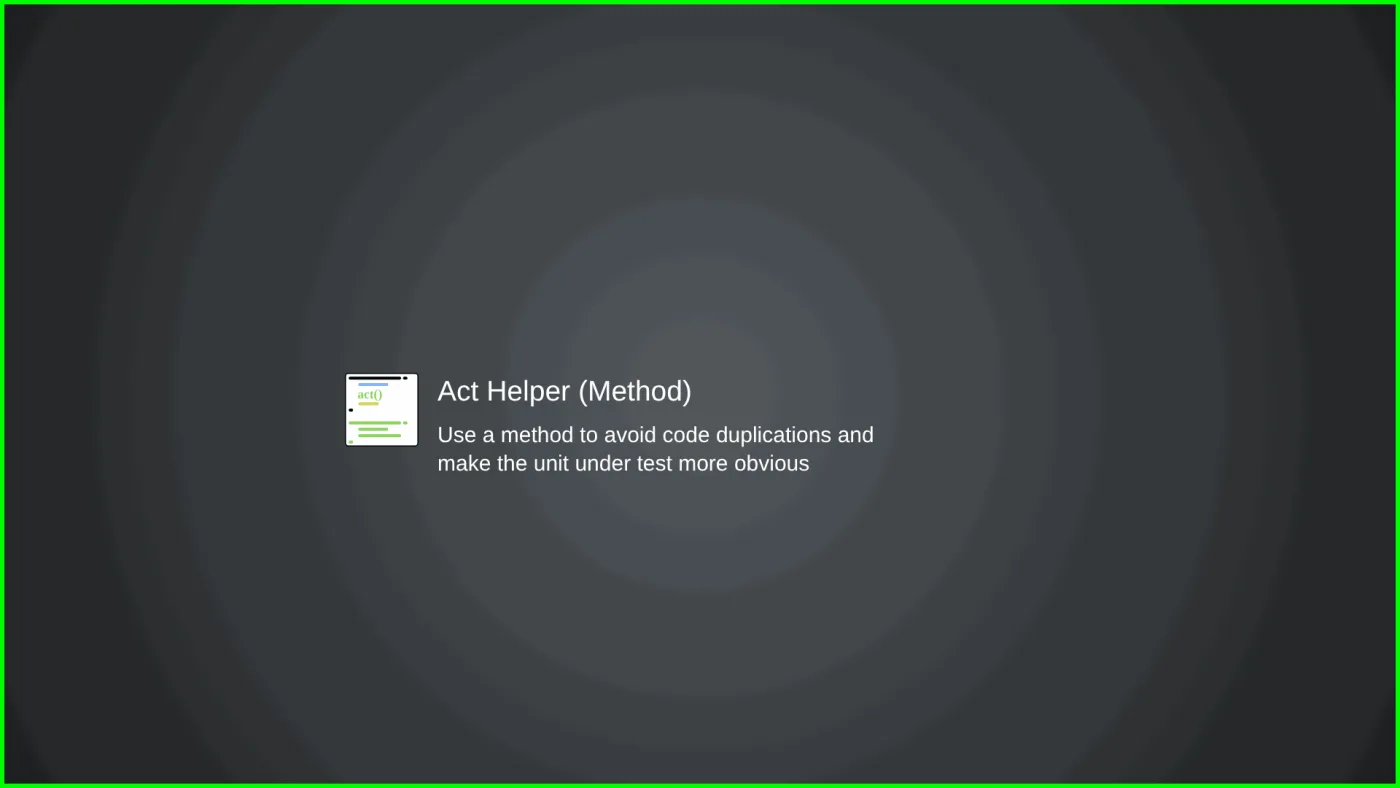 act()
Act Helper (Method)
Use a method to avoid code duplications and
make the unit under test more obvious